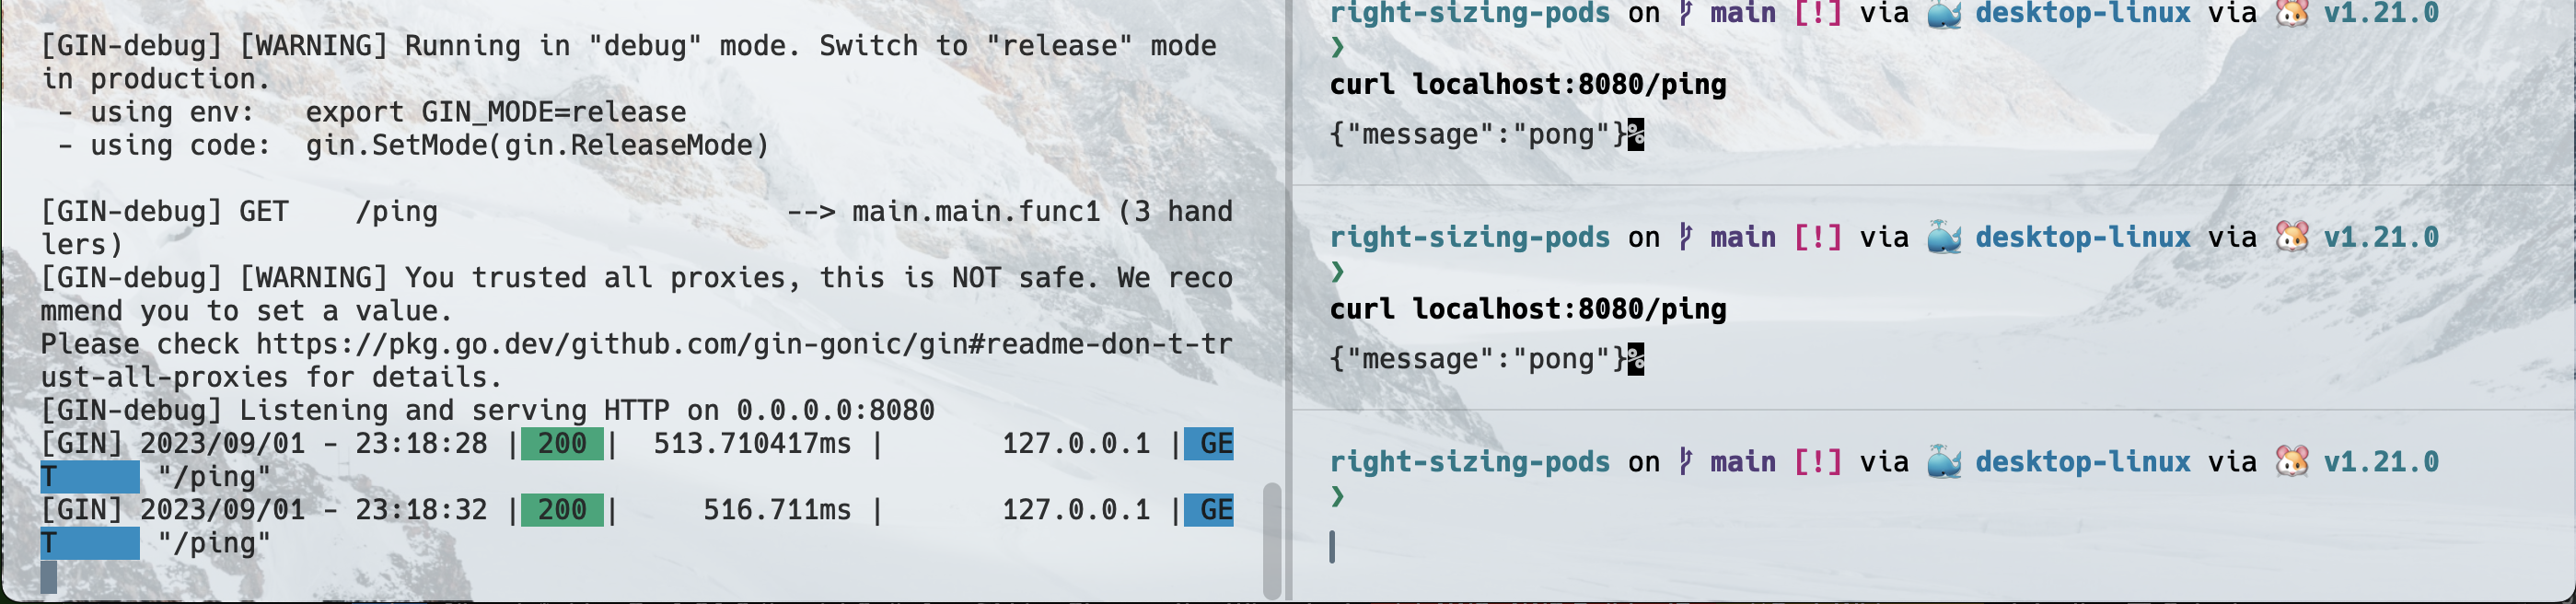 [GIN-debug] [WARNING] Running in "debug" mode. Switch to "release" mode
in production.
 - using env:   export GIN_MODE=release
 - using code:  gin.SetMode(gin.ReleaseMode)

[GIN-debug] GET    /ping                     --> main.main.func1 (3 hand
lers)
[GIN-debug] [WARNING] You trusted all proxies, this is NOT safe. We reco
mmend you to set a value.
Please check https://pkg.go.dev/github.com/gin-gonic/gin#readme-don-t-tr
ust-all-proxies for details.
[GIN-debug] Listening and serving HTTP on 0.0.0.0:8080
[GIN] 2023/09/01 - 23:18:28 | 200 |  513.710417ms |       127.0.0.1 | GE
T      "/ping"
[GIN] 2023/09/01 - 23:18:32 | 200 |     516.711ms |       127.0.0.1 | GE
T      "/ping"
right-sizing-pods on main [!] via 🐳 desktop-linux via 🐹 v1.21.0
❯
curl localhost:8080/ping
{"message":"pong"}%
right-sizing-pods on main [!] via 🐳 desktop-linux via 🐹 v1.21.0
❯
curl localhost:8080/ping
{"message":"pong"}%
right-sizing-pods on main [!] via 🐳 desktop-linux via 🐹 v1.21.0
❯